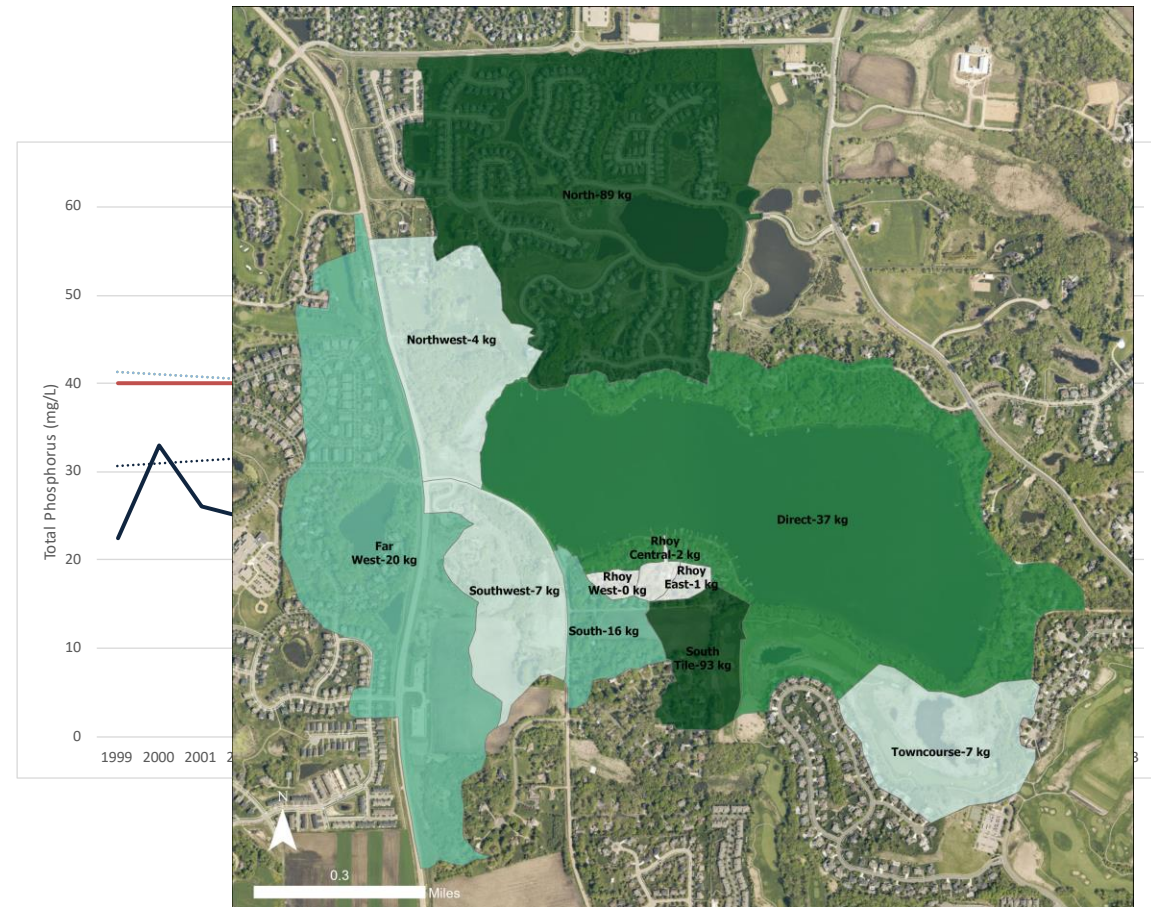 60
50
40
30
20
10
0
Total Phosphorus (mg/L)
1999 2000 2001 2
3
North-89 kg
Northwest-4 kg
Direct-37 kg
Far
West-20 kg
Rhoy
Central-2 kg
Rhoy
West-0 kg
Rhoy
East-1 kg
Southwest-7 kg
South-16 kg
South
Tile-93 kg
Towncourse-7 kg
N
0.3
Miles